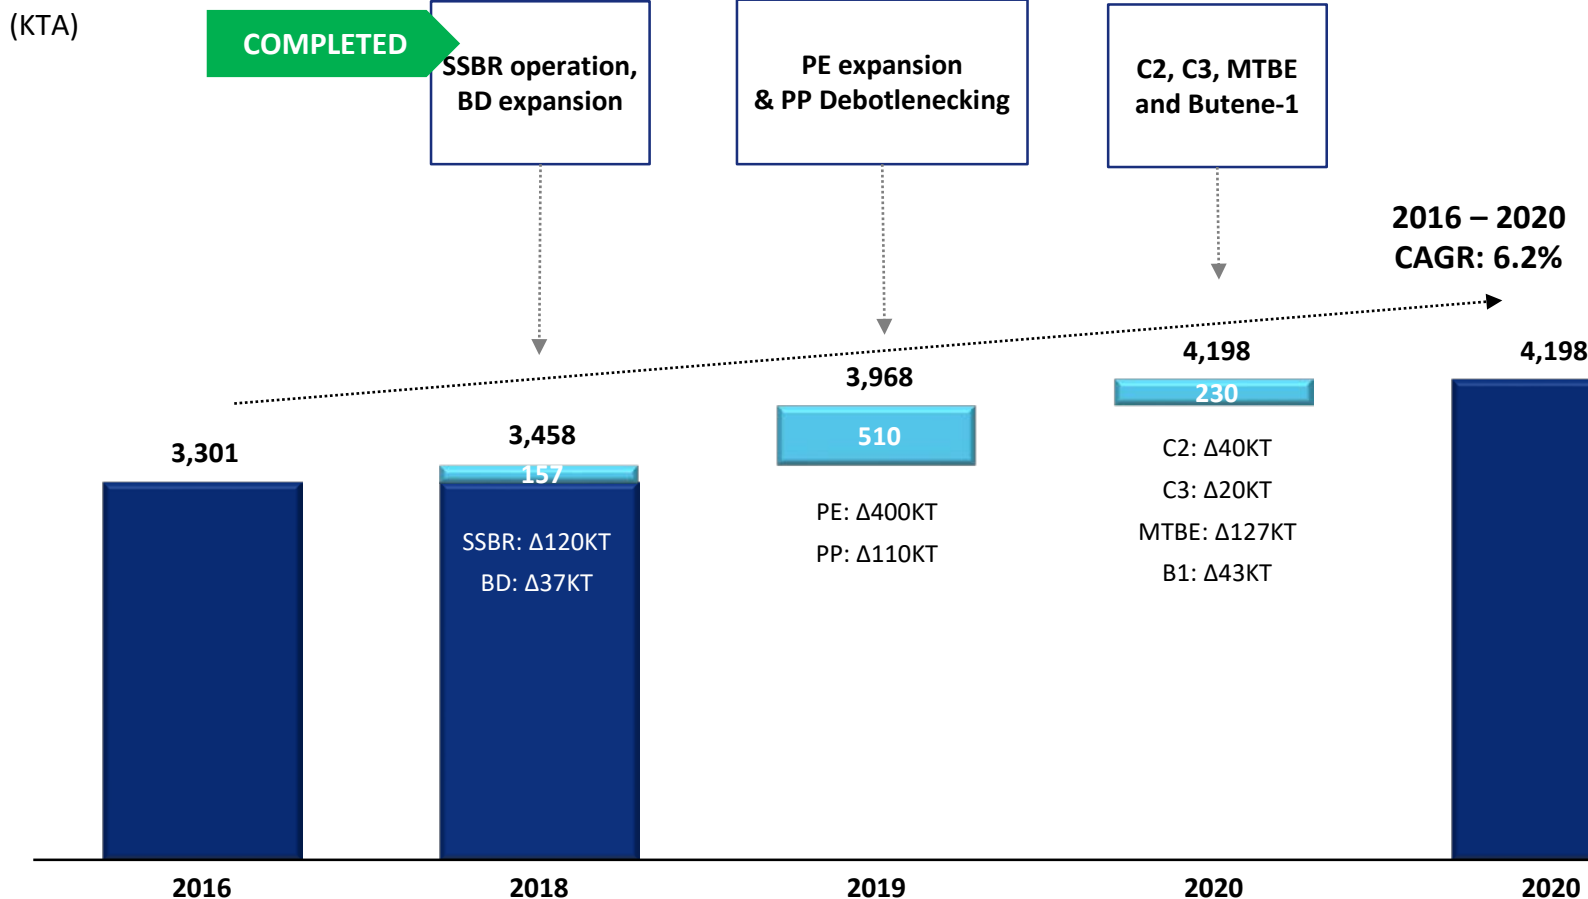 (KTA)
COMPLETED
SSBR operation,
BD expansion
PE expansion
& PP Debotlenecking
C2, C3, MTBE
and Butene-1
2016 – 2020
CAGR: 6.2%
3,301
3,458
157
SSBR: Δ120KT
BD: Δ37KT
3,968
510
PE: Δ400KT
PP: Δ110KT
4,198
230
C2: Δ40KT
C3: Δ20KT
MTBE: Δ127KT
B1: Δ43KT
4,198
2016
2018
2019
2020
2020